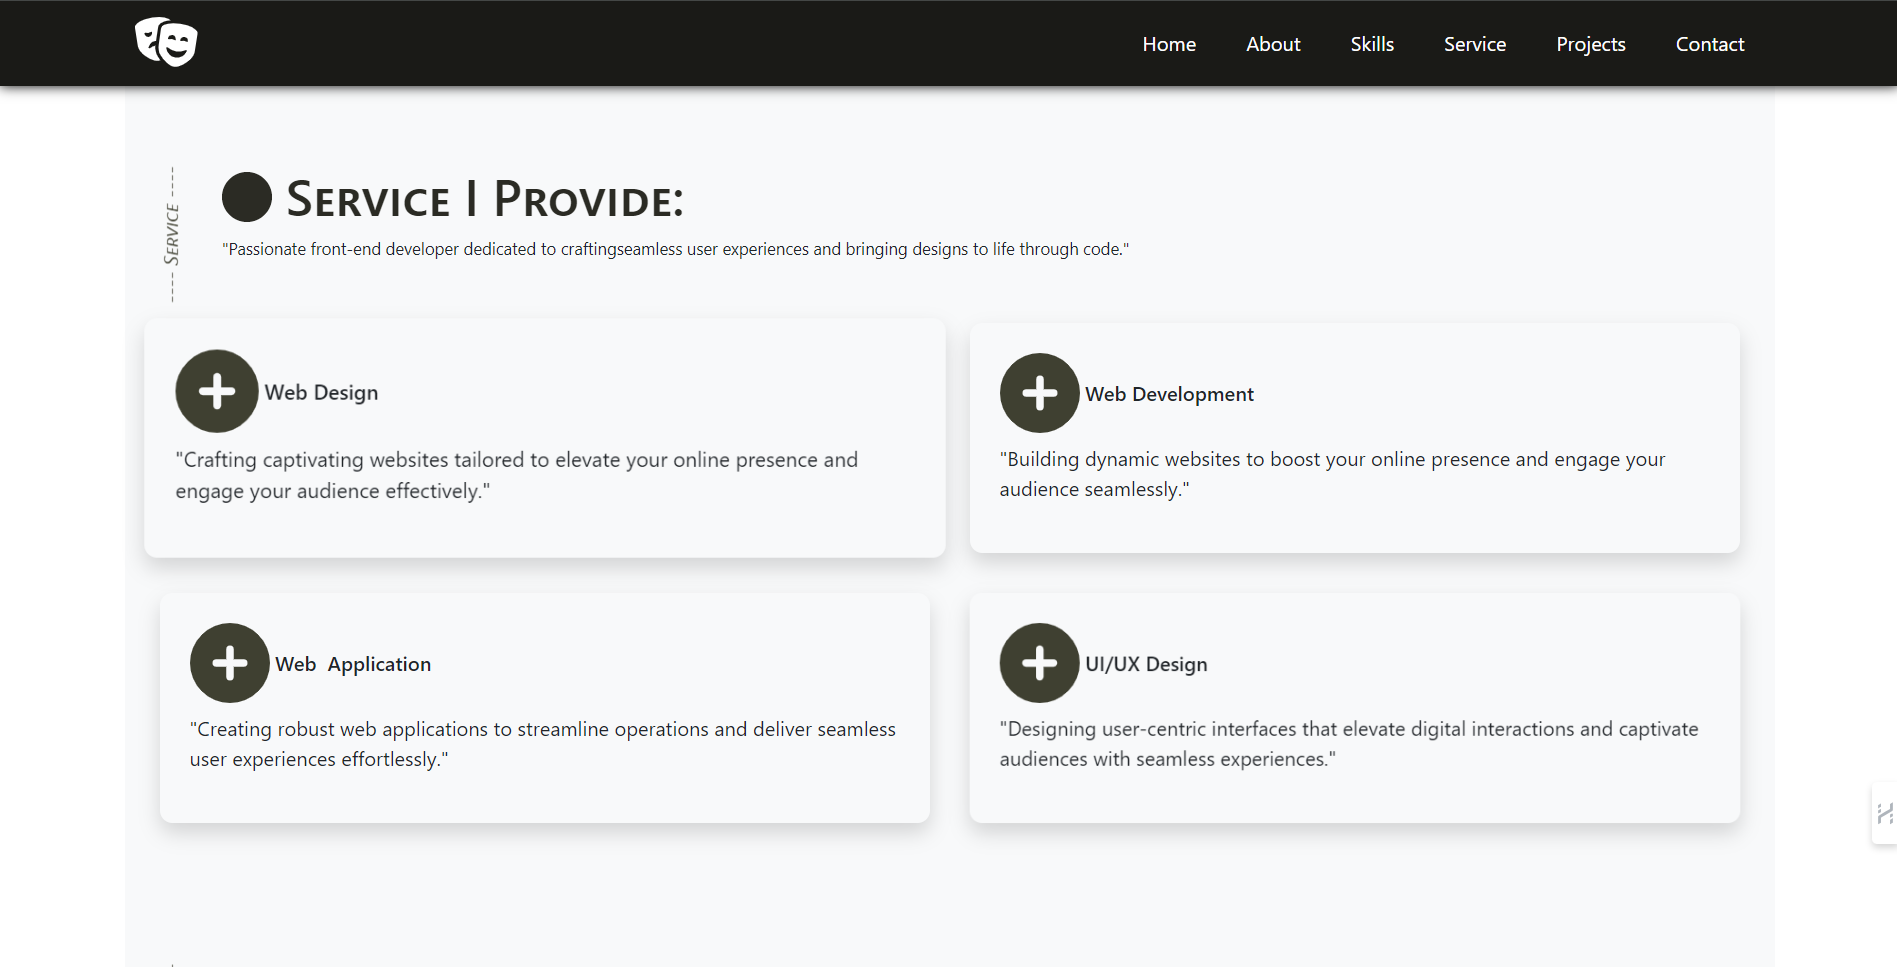 Home About Skills Service Projects Contact
----- Service -----
Service I Provide:
"Passionate front-end developer dedicated to craftingseamless user experiences and bringing designs to life through code."
Web Design
"Crafting captivating websites tailored to elevate your online presence and
engage your audience effectively."
Web Development
"Building dynamic websites to boost your online presence and engage your
audience seamlessly."
Web  Application
"Creating robust web applications to streamline operations and deliver seamless
user experiences effortlessly."
UI/UX Design
"Designing user-centric interfaces that elevate digital interactions and captivate
audiences with seamless experiences."